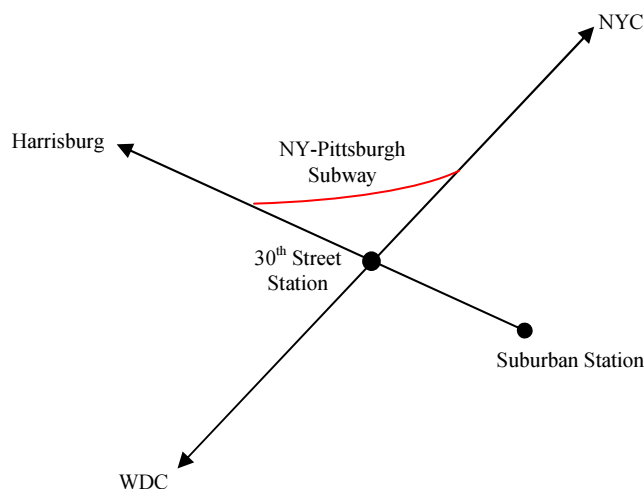 NYC
Harrisburg
NY-Pittsburgh
Subway
30th Street
Station
Suburban Station
WDC